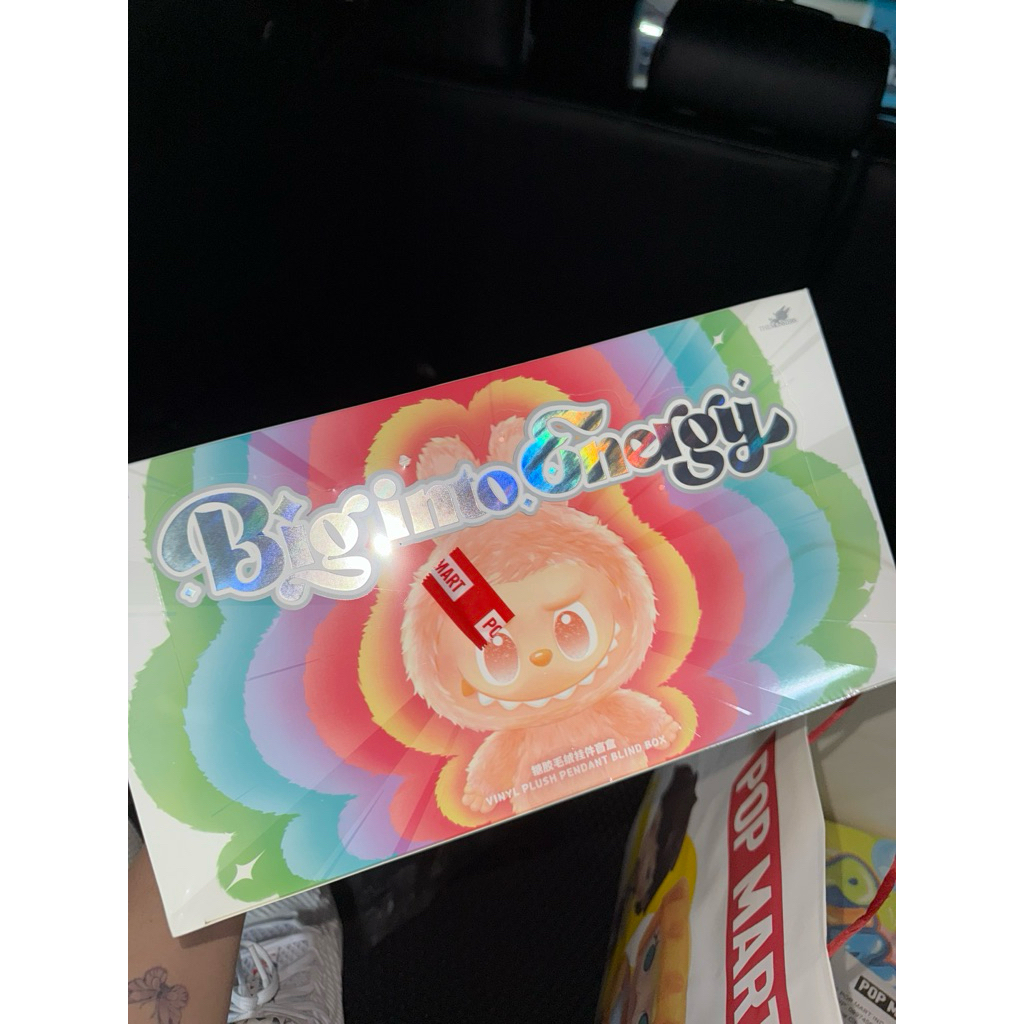 Big into Energy
MART
PO
搪胶毛绒挂件盲盒
VINYL PLUSH PENDANT BLIND BOX
POP MART
POP M